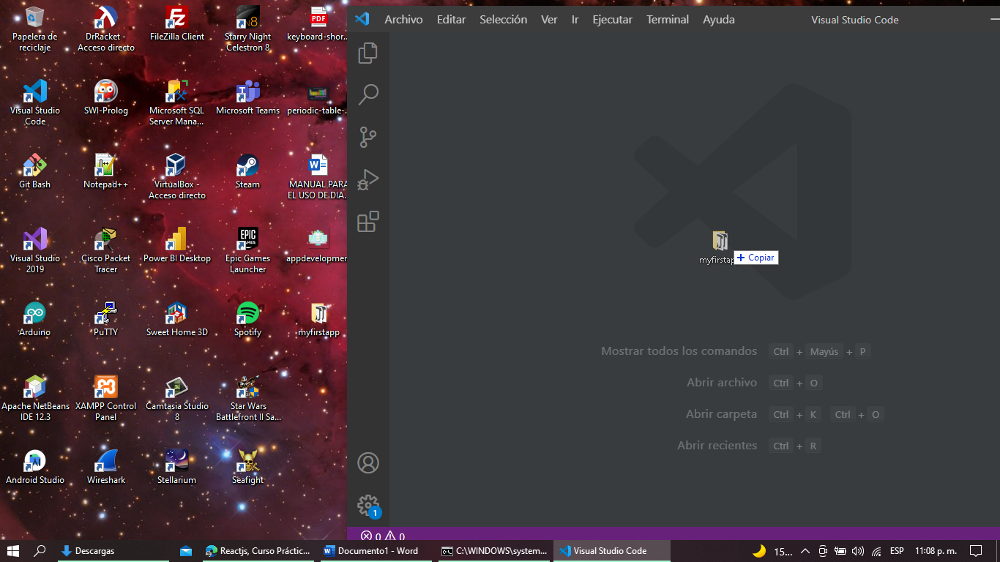 Papelera de
reciclaje
DrRacket -
Acceso directo
FileZilla Client
N8
Starry Night
Celestron 8
PDF
keyboard-shor...
Visual Studio
Code
SWI-Prolog
Microsoft SQL
Server Mana...
Microsoft Teams
periodic-table-..
Git Bash
Notepad++
VirtualBox -
Acceso directo
Steam
MANUAL PARA
EL USO DE DIA..
Visual Studio
2019
Cisco Packet
Tracer
Power BI Desktop
EPIC
GAMES
Epic Games
Launcher
appdevelopmen
Arduino
PuTTY
Sweet Home 3D
Spotify
myfirstapp
Apache NetBeans
IDE 12.3
XAMPP Control
Panel
Camtasia Studio
8
Star Wars
Battlefront II Sa...
Android Studio
Wireshark
Stellarium
Seafight
Archivo Editar Selección Ver Ir Ejecutar Terminal Ayuda Visual Studio Code
myfirstap
+ Copiar
Mostrar todos los comandos Ctrl + Mayús + P
Abrir archivo Ctrl + O
Abrir carpeta Ctrl + K Ctrl + O
Abrir recientes Ctrl + R
1
0 0
Descargas Reactjs, Curso Práctic... Documento1 - Word C:\WINDOWS\system... Visual Studio Code 15... ESP 11:08 p. m.